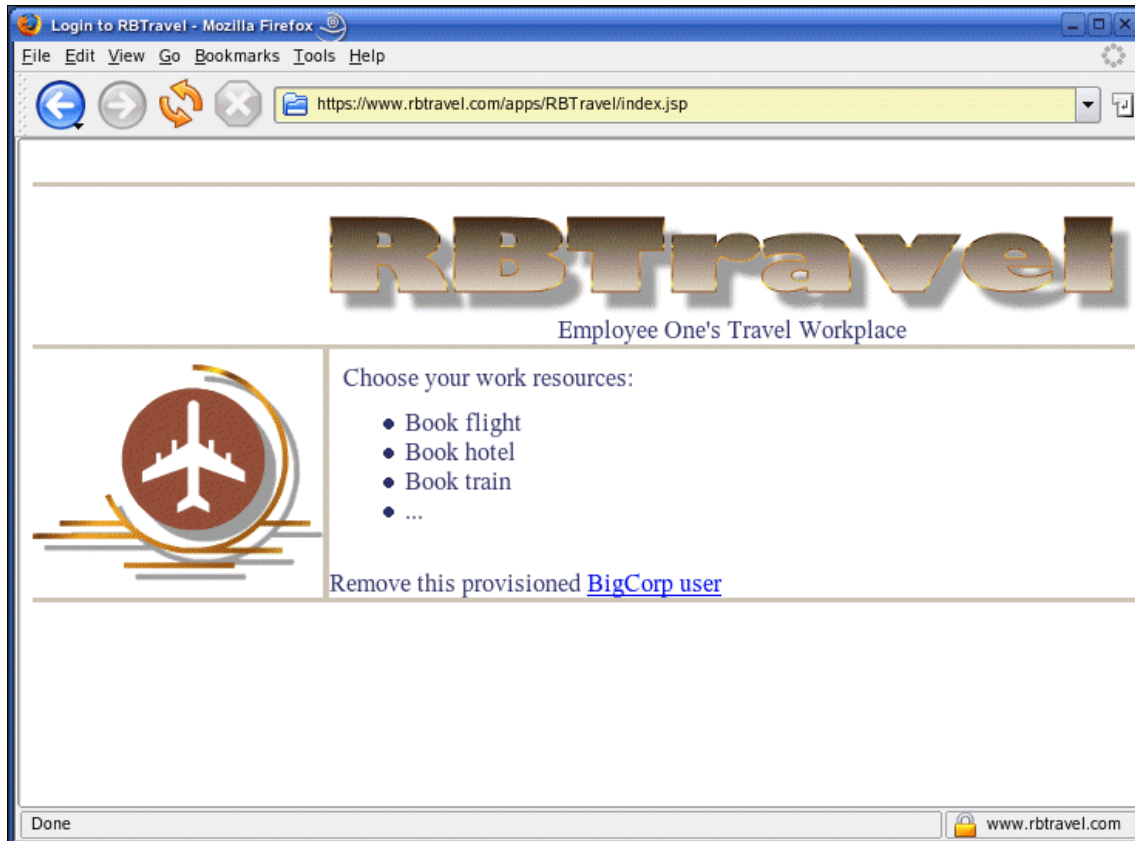 Login to RBTravel - Mozilla Firefox
File Edit View Go Bookmarks Tools Help
https://www.rbtravel.com/apps/RBTravel/index.jsp
RBTravel
Employee One's Travel Workplace
Choose your work resources:
• Book flight
• Book hotel
• Book train
• ...
Remove this provisioned BigCorp user
Done
www.rbtravel.com